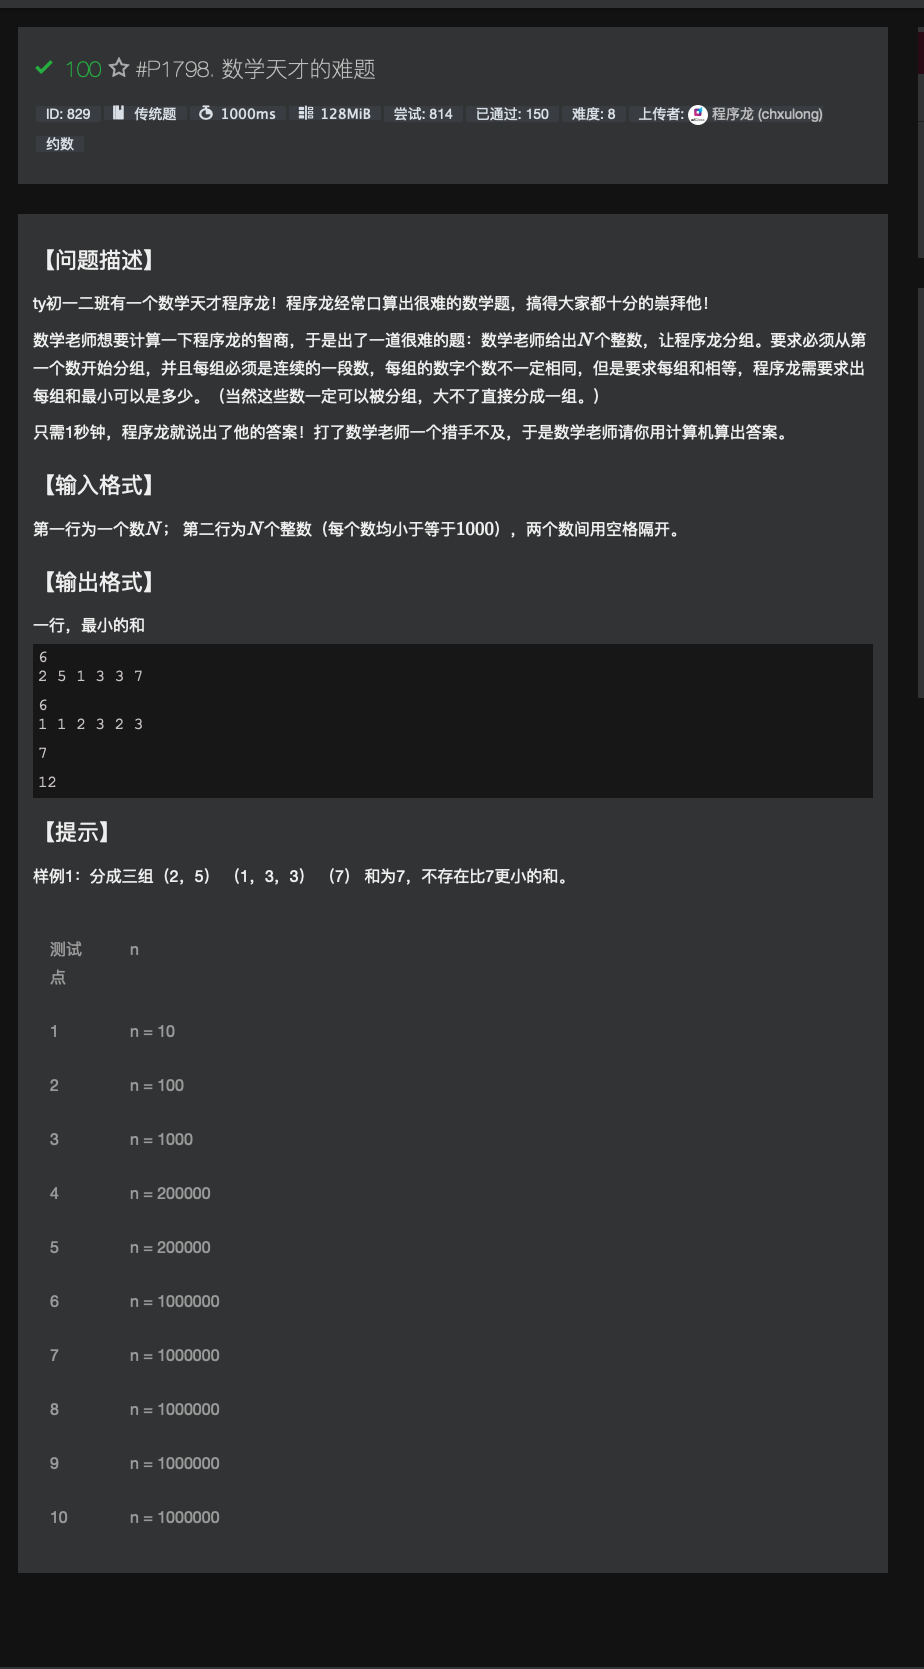 100 #P1798. 数学天才的难题
ID: 829 传统题 1000ms 128MiB 尝试: 814 已通过: 150 难度: 8 上传者: 程序龙 (chxulong)
约数
【问题描述】
ty初一二班有一个数学天才程序龙！程序龙经常口算出很难的数学题，搞得大家都十分的崇拜他！
数学老师想要计算一下程序龙的智商，于是出了一道很难的题：数学老师给出N个整数，让程序龙分组。要求必须从第
一个数开始分组，并且每组必须是连续的一段数，每组的数字个数不一定相同，但是要求每组和相等，程序龙需要求出
每组和最小可以是多少。（当然这些数一定可以被分组，大不了直接分成一组。）
只需1秒钟，程序龙就说出了他的答案！打了数学老师一个措手不及，于是数学老师请你用计算机算出答案。
【输入格式】
第一行为一个数N； 第二行为N个整数（每个数均小于等于1000），两个数间用空格隔开。
【输出格式】
一行，最小的和
6
2 5 1 3 3 7
6
1 1 2 3 2 3
7
12
【提示】
样例1：分成三组（2，5） （1，3，3） （7） 和为7，不存在比7更小的和。
测试 n
点
1 n = 10
2 n = 100
3 n = 1000
4 n = 200000
5 n = 200000
6 n = 1000000
7 n = 1000000
8 n = 1000000
9 n = 1000000
10 n = 1000000